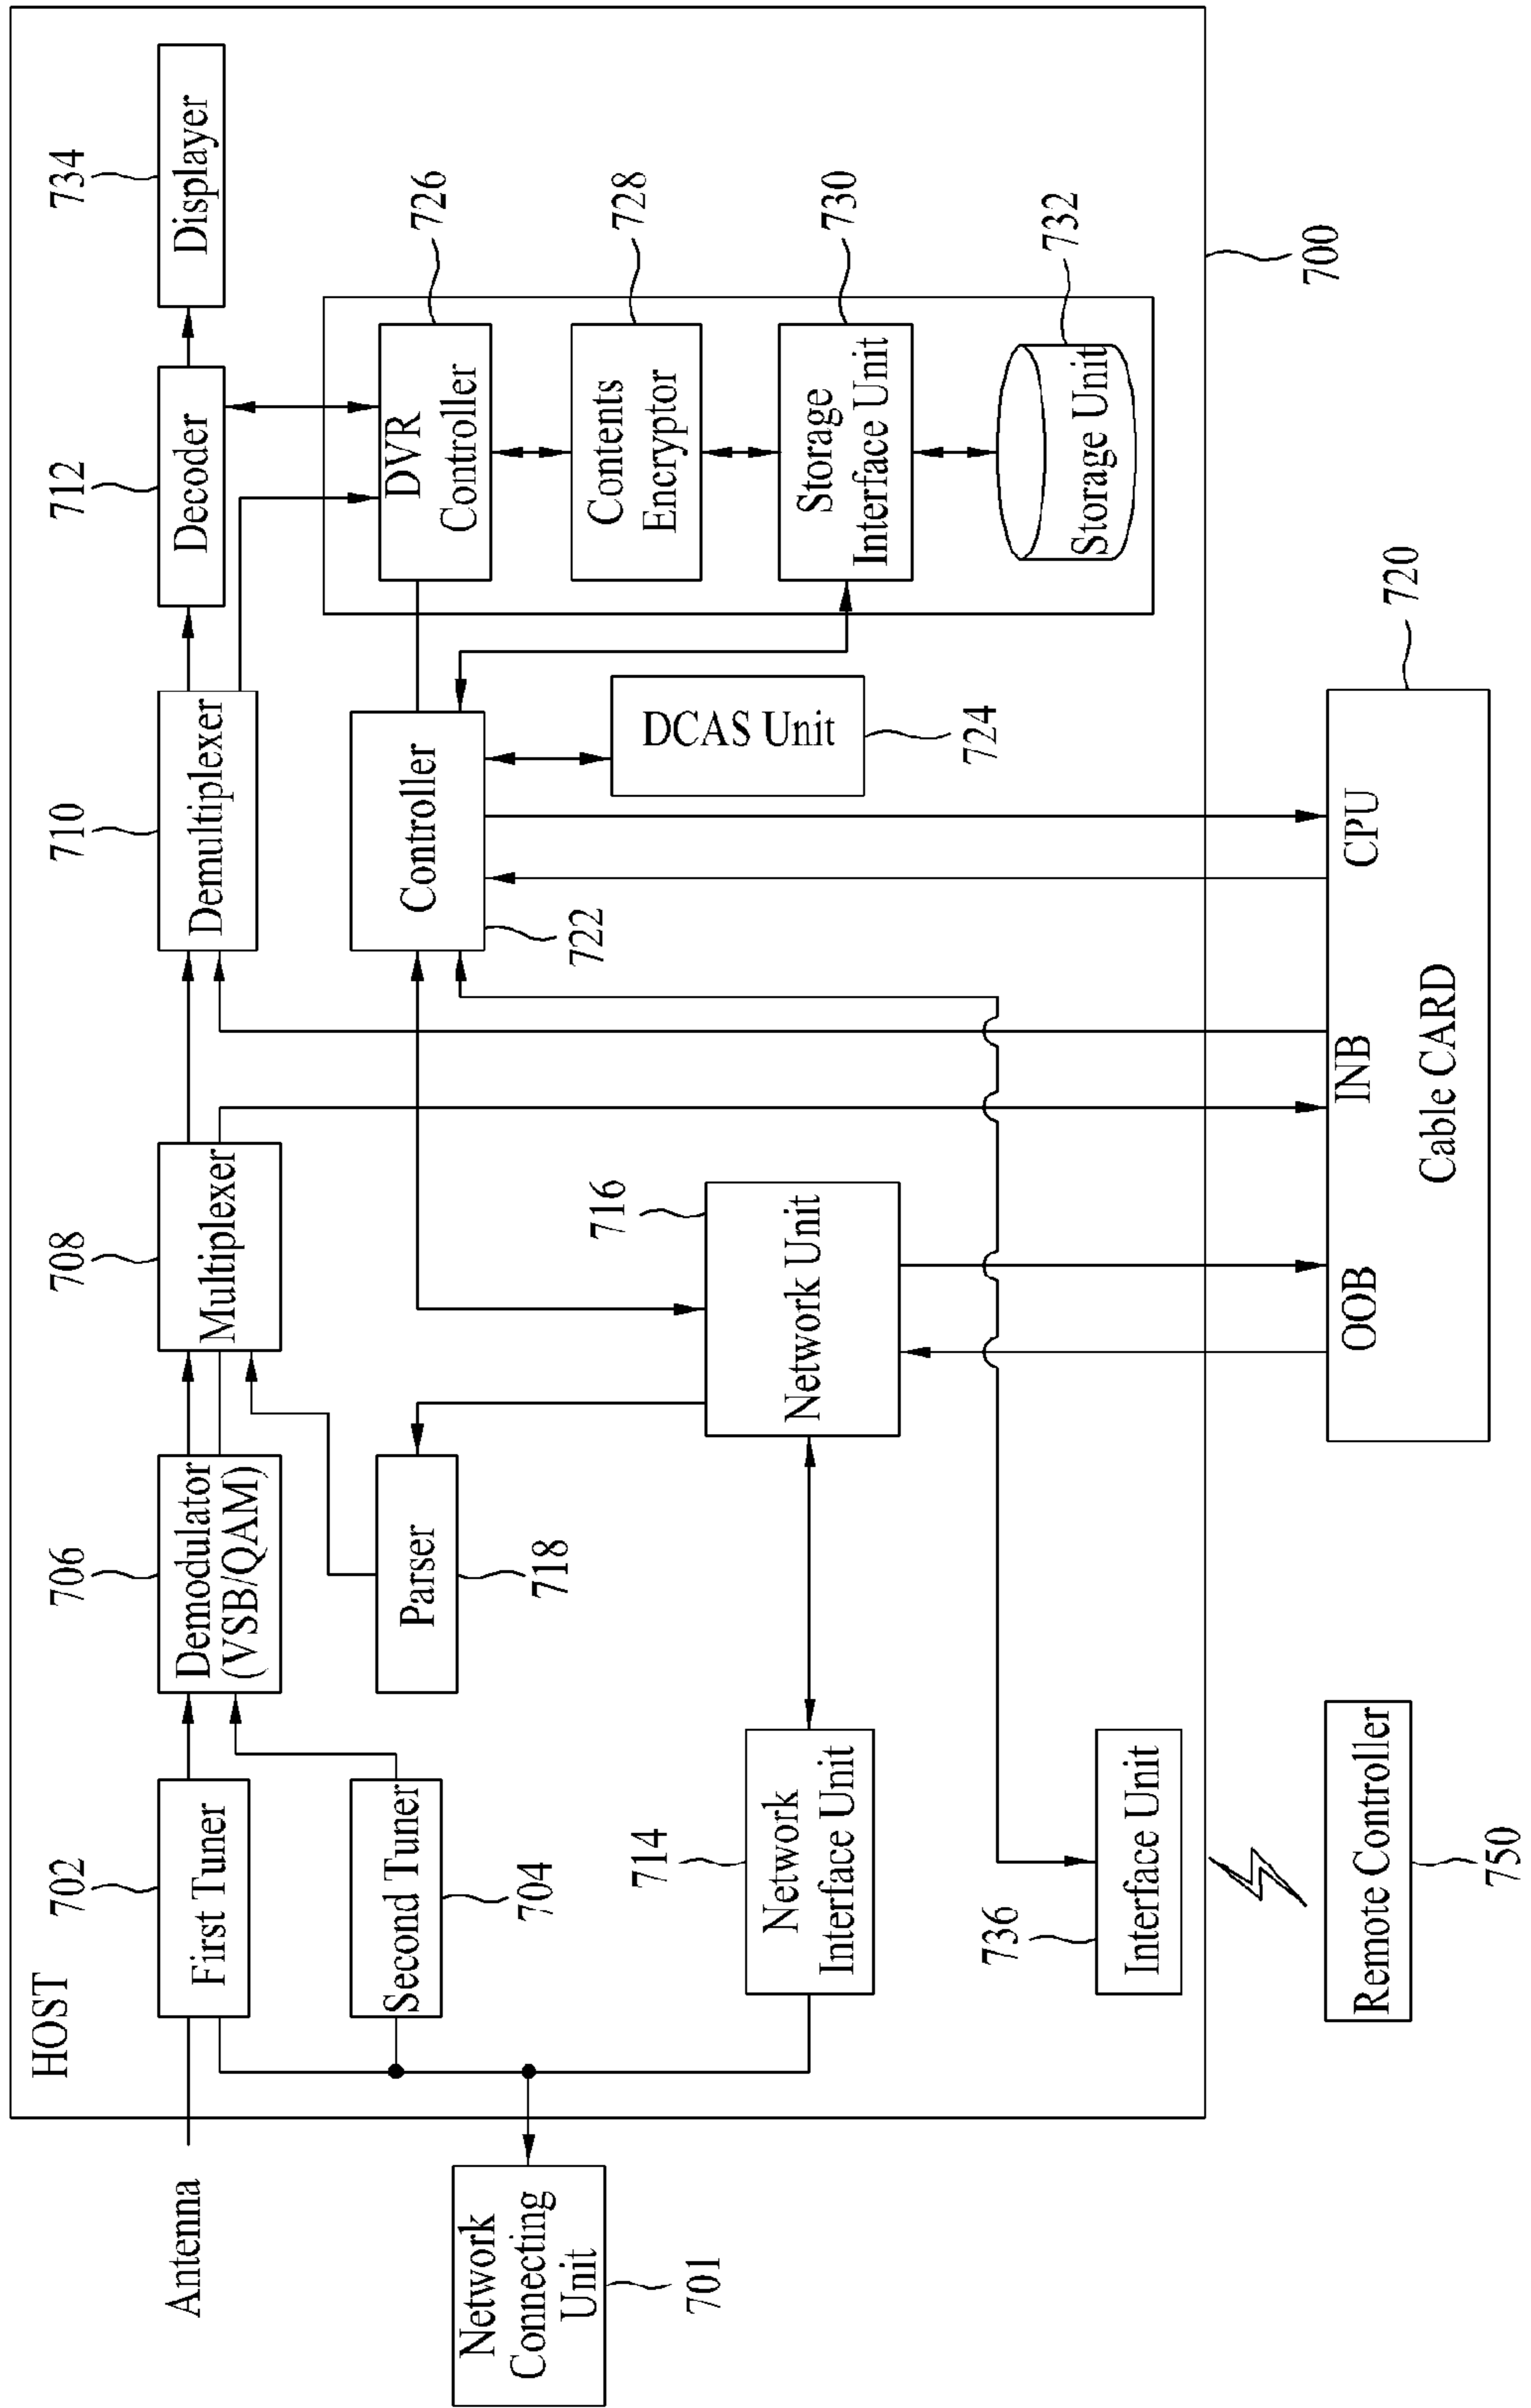 HOST
702
706
708
710
712
734
Antenna
First Tuner
Demodulator
(VSB/QAM)
Multiplexer
Demultiplexer
Decoder
Displayer
Second Tuner
704
Parser
718
Controller
722
DVR
Controller
726
Network
Connecting
Unit
701
716
DCAS Unit
724
Contents
Encryptor
728
714
Network
Interface Unit
Network Unit
Storage
Interface Unit
730
736
Interface Unit
Storage Unit
732
700
Remote Controller
750
OOB
INB
CPU
Cable CARD
720